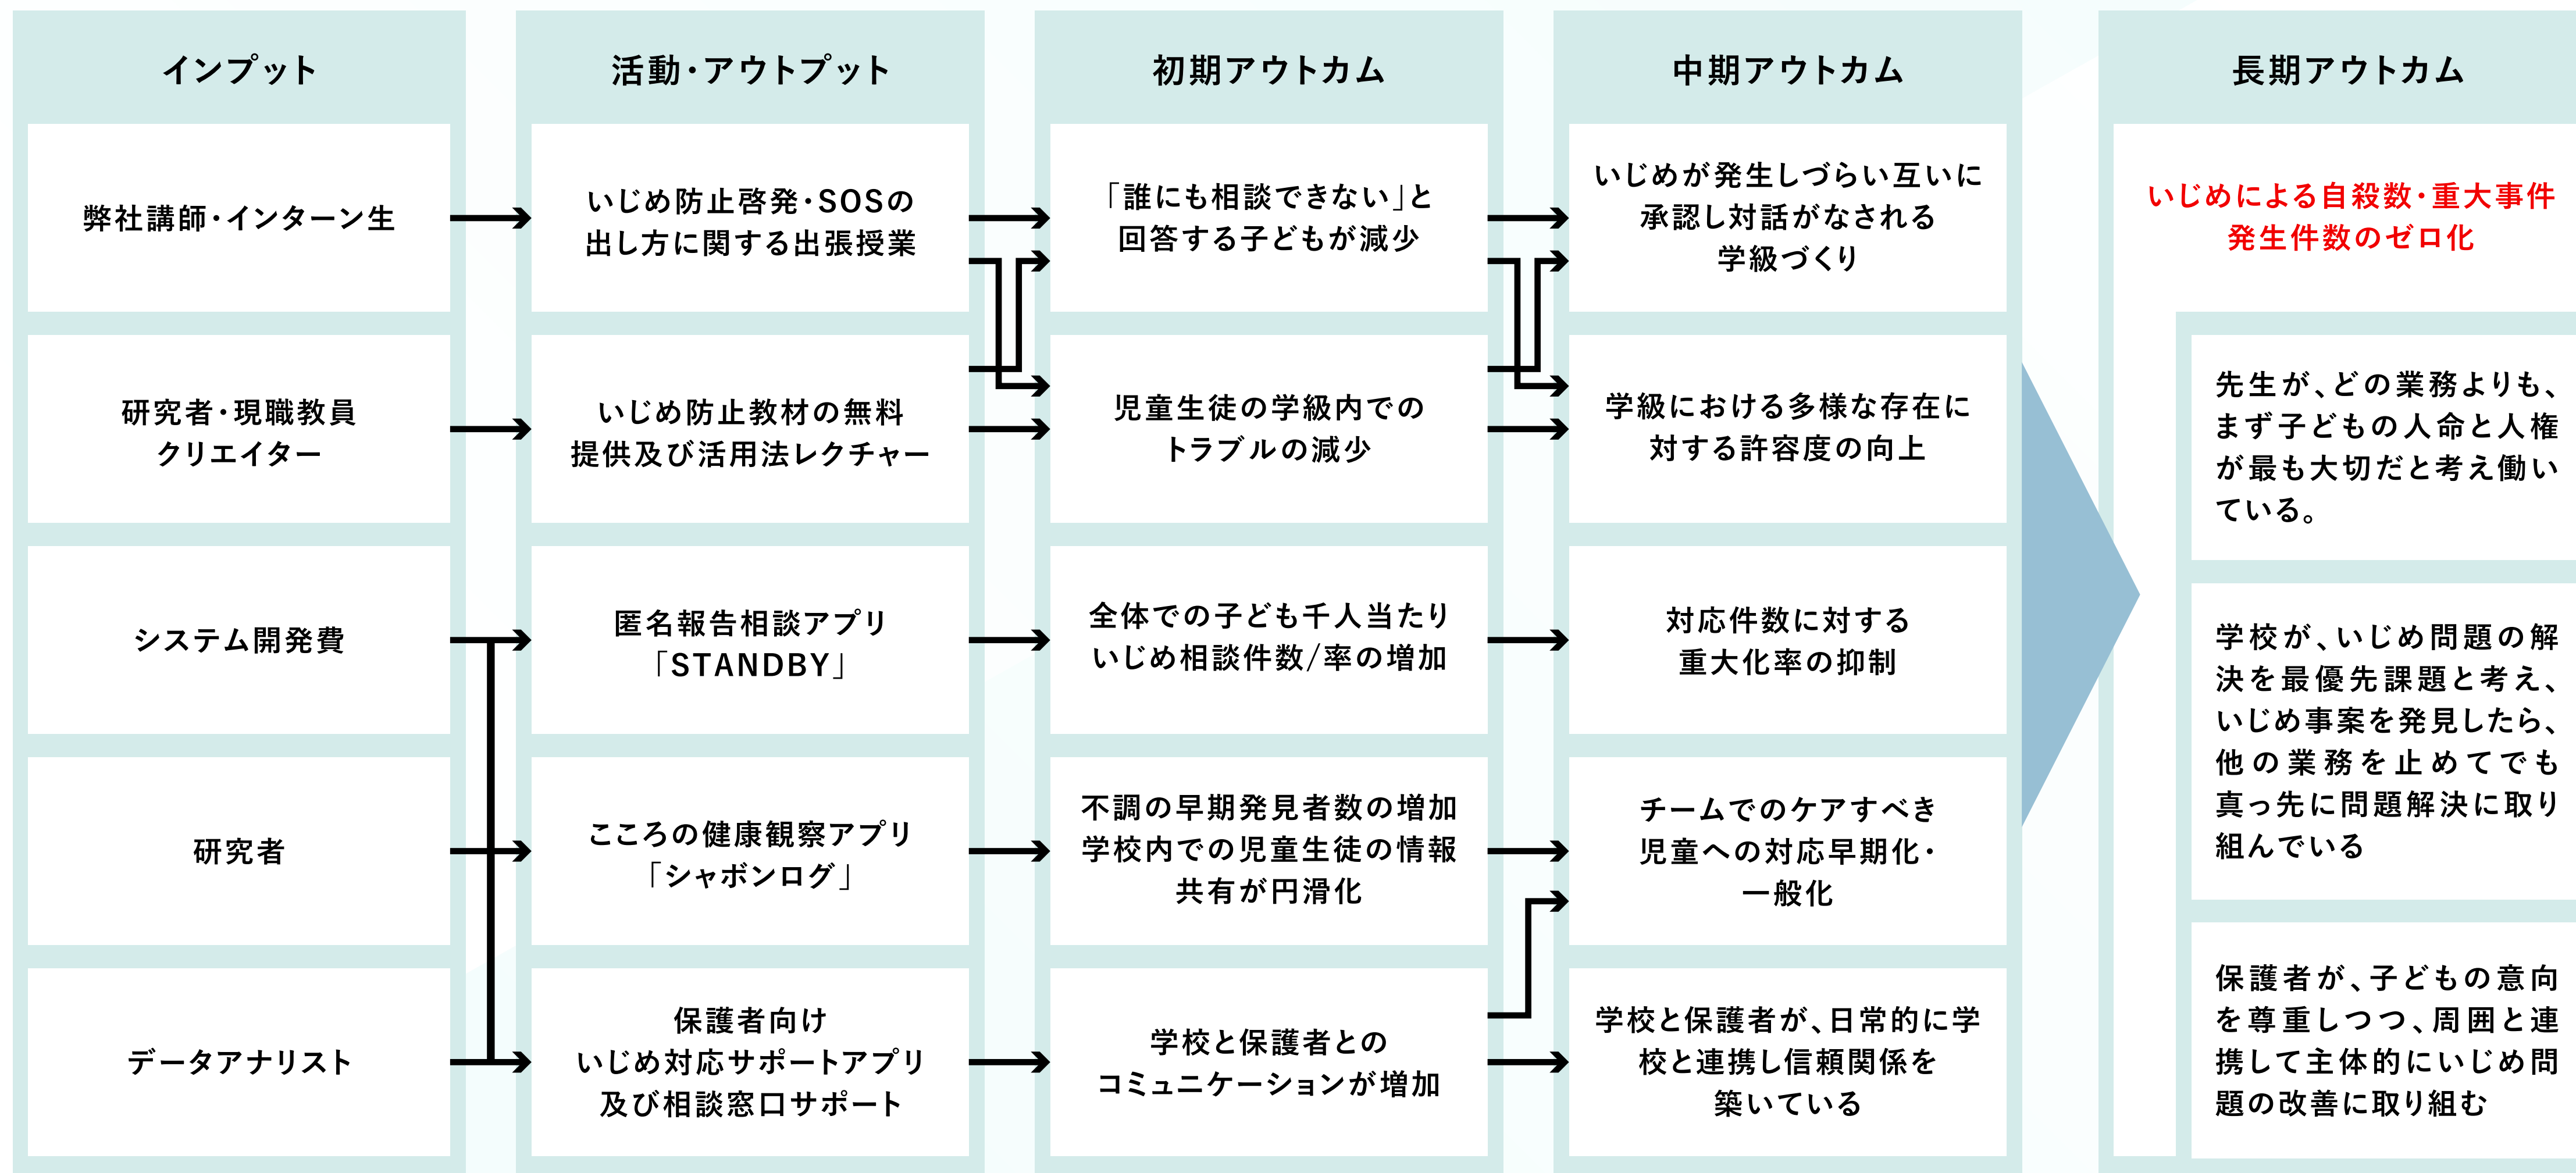 インプット
弊社講師・インターン生
研究者・現職教員
クリエイター
システム開発費
研究者
データアナリスト
活動・アウトプット
いじめ防止啓発・SOSの
出し方に関する出張授業
いじめ防止教材の無料
提供及び活用法レクチャー
匿名報告相談アプリ
「STANDBY」
こころの健康観察アプリ
「シャボンログ」
保護者向け
いじめ対応サポートアプリ
及び相談窓口サポート
初期アウトカム
「誰にも相談できない」と
回答する子どもが減少
児童生徒の学級内での
トラブルの減少
全体での子ども千人当たり
いじめ相談件数/率の増加
不調の早期発見者数の増加
学校内での児童生徒の情報
共有が円滑化
学校と保護者との
コミュニケーションが増加
中期アウトカム
いじめが発生しづらい互いに
承認し対話がなされる
学級づくり
学級における多様な存在に
対する許容度の向上
対応件数に対する
重大化率の抑制
チームでのケアすべき
児童への対応早期化・
一般化
学校と保護者が、日常的に学
校と連携し信頼関係を
築いている
長期アウトカム
いじめによる自殺数・重大事件
発生件数のゼロ化
先生が、どの業務よりも、
まず子どもの人命と人権
が最も大切だと考え働い
ている。
学校が、いじめ問題の解
決を最優先課題と考え、
いじめ事案を発見したら、
他の業務を止めてでも
真っ先に問題解決に取り
組んでいる
保護者が、子どもの意向
を尊重しつつ、周囲と連
携して主体的にいじめ問
題の改善に取り組む